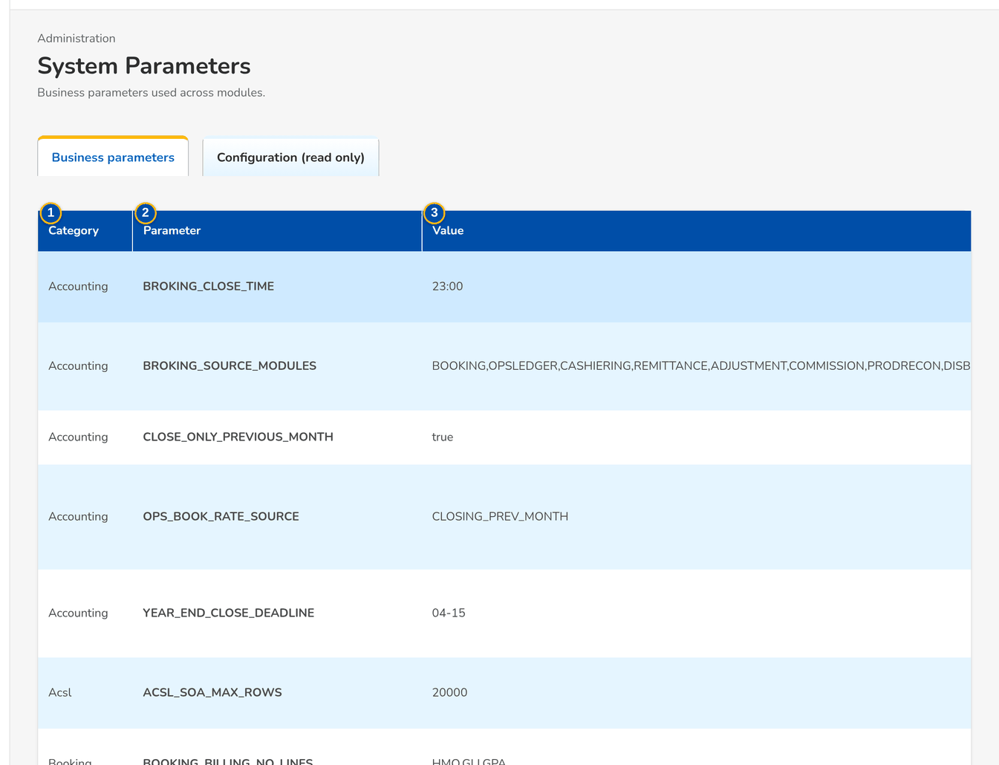 Administration
System Parameters
Business parameters used across modules.
Business parameters
Configuration (read only)
1 2 3
Category Parameter Value
Accounting BROKING_CLOSE_TIME 23:00
Accounting BROKING_SOURCE_MODULES BOOKING,OPSLEDGER,CASHIERING,REMITTANCE,ADJUSTMENT,COMMISSION,PRODRECON,DISB
Accounting CLOSE_ONLY_PREVIOUS_MONTH true
Accounting OPS_BOOK_RATE_SOURCE CLOSING_PREV_MONTH
Accounting YEAR_END_CLOSE_DEADLINE 04-15
Acsl ACSL_SOA_MAX_ROWS 20000
Booking BOOKING_BILLING_NO_LINES